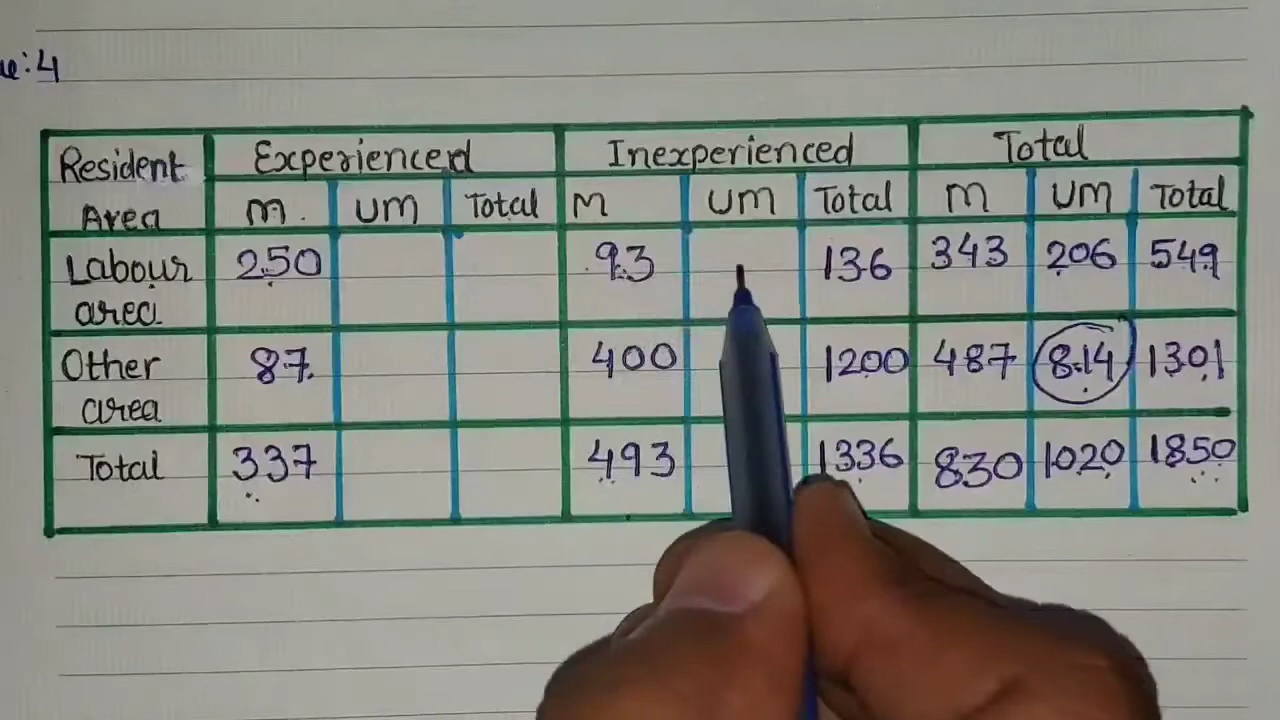 e:4
Resident Area Experienced Inexperienced Total
M. UM Total M UM Total M UM Total
Labour area 250 93 136 343 206 549
Other area 87 400 1200 487 814 1301
Total 337 493 1336 830 1020 1850